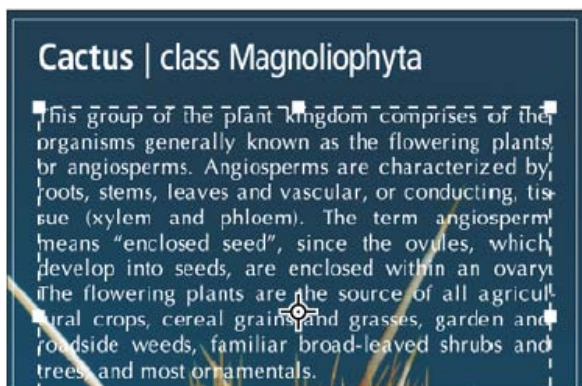 Cactus | class Magnoliophyta
This group of the plant kingdom comprises of the
organisms generally known as the flowering plants
or angiosperms. Angiosperms are characterized by
roots, stems, leaves and vascular, or conducting, tis-
sue (xylem and phloem). The term angiosperm
means “enclosed seed”, since the ovules, which
develop into seeds, are enclosed within an ovary.
The flowering plants are the source of all agricul-
tural crops, cereal grains and grasses, garden and
roadside weeds, familiar broad-leaved shrubs and
trees, and most ornamentals.